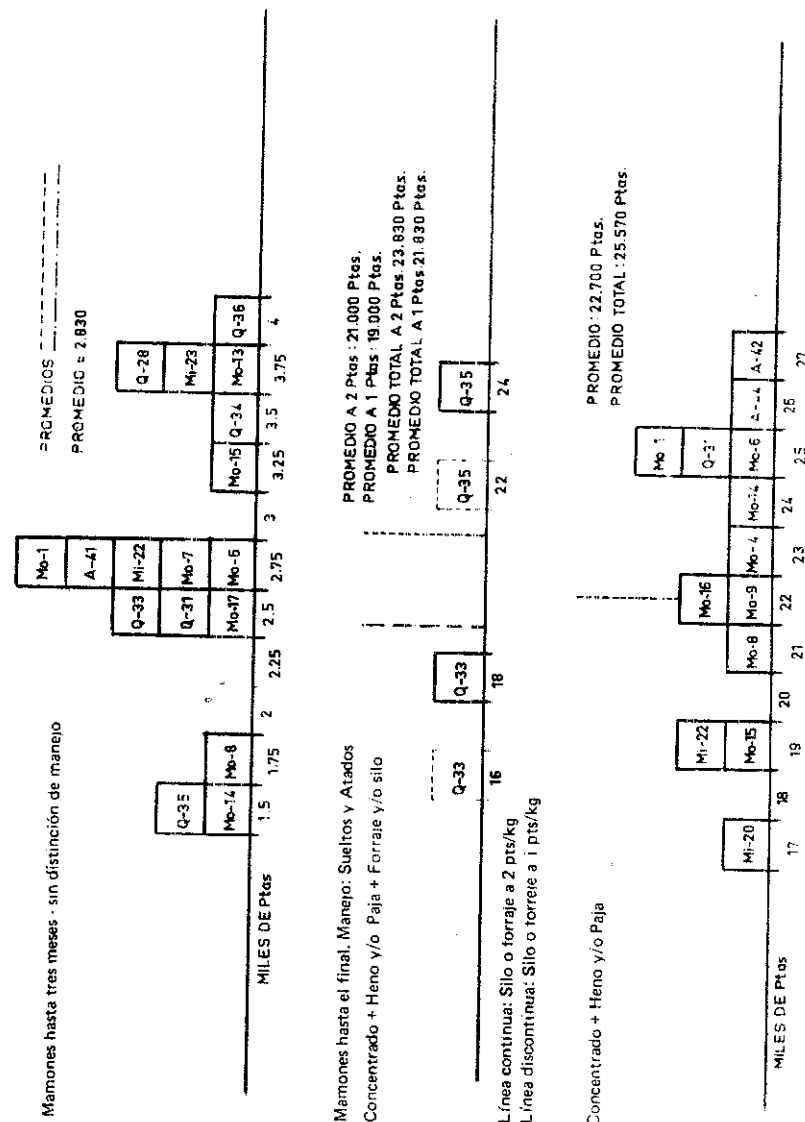 Mamones hasta tres meses - sin distinción de manejo
PROMEDIOS
PROMEDIO = 2.830
Mo-1
A-41
Q-33 Mi-22 Q-28
Q-35 Q-31 Mo-7 Mi-23
Mo-14 Mo-8 Mo-17 Mo-6 Mo-15 Q-34 Mo-13 Q-36
1.5 1.75 2 2.25 2.5 2.75 3 3.25 3.5 3.75 4
MILES DE Ptas
Mamones hasta el final. Manejo: Sueltos y Atados
Concentrado + Heno y/o Paja + Forraje y/o silo
PROMEDIO A 2 Ptas : 21.000 Ptas.
PROMEDIO A 1 Ptas : 19.000 Ptas.
PROMEDIO TOTAL A 2 Ptas. 23.830 Ptas.
PROMEDIO TOTAL A 1 Ptas. 21.830 Ptas.
Q-33 Q-33 Q-35 Q-35
16 18 22 24
Línea continua: Silo o forraje a 2 pts/kg
Línea discontinua: Silo o forreie a 1 pts/kg
Concentrado + Heno y/o Paja
PROMEDIO : 22.700 Ptas.
PROMEDIO TOTAL : 25.570 Ptas.
Mo-1
Mi-22 Mo-16 Q-31
Mi-20 Mo-15 Mo-8 Mo-9 Mo-4 Mo-14 Mo-6 A-44 A-42
17 18 19 20 21 22 23 24 25
MILES DE Ptas